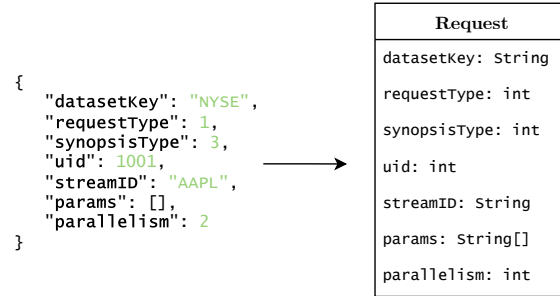 {
"datasetKey": "NYSE",
"requestType": 1,
"synopsisType": 3,
"uid": 1001,
"streamID": "AAPL",
"params": [],
"parallelism": 2
}
Request
datasetKey: String
requestType: int
synopsisType: int
uid: int
streamID: String
params: String[]
parallelism: int